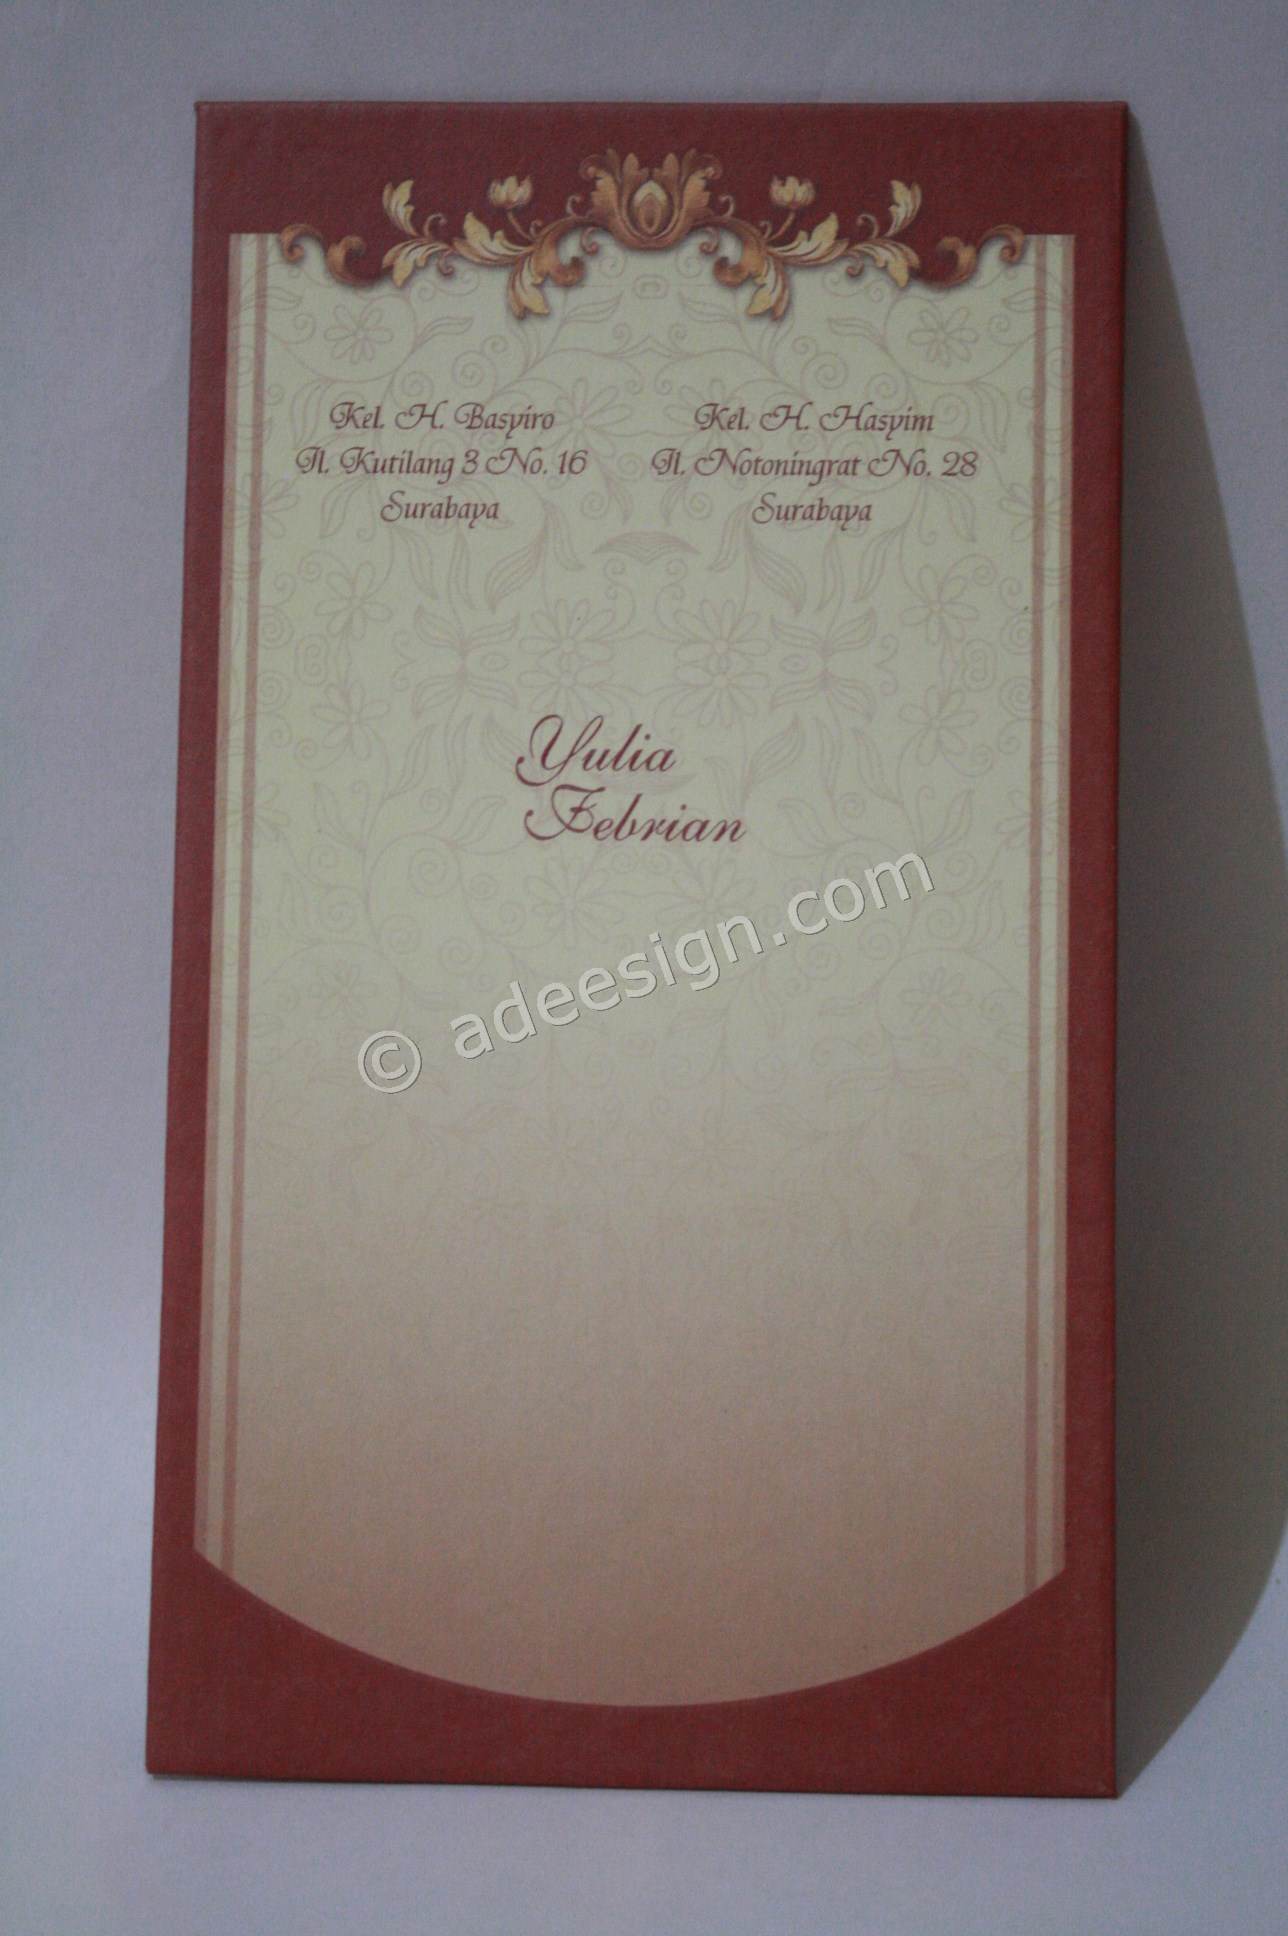 Kel. H. Basyiro
Jl. Kutilang 3 No. 16
Surabaya
Kel. H. Hasyim
Jl. Notoningrat No. 28
Surabaya
Yulia
Febrian
© adeesign.com